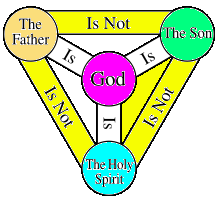 Is Not
The
Father
The Son
Is
Is
God
Is Not
Is
Is Not
The Holy
Spirit